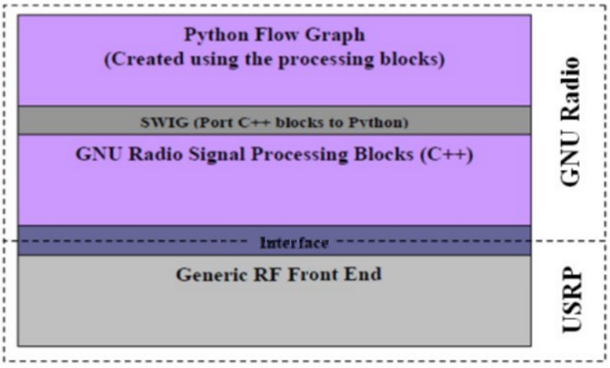 Python Flow Graph
(Created using the processing blocks)
SWIG (Port C++ blocks to Python)
GNU Radio Signal Processing Blocks (C++)
Interface
Generic RF Front End
GNU Radio
USRP